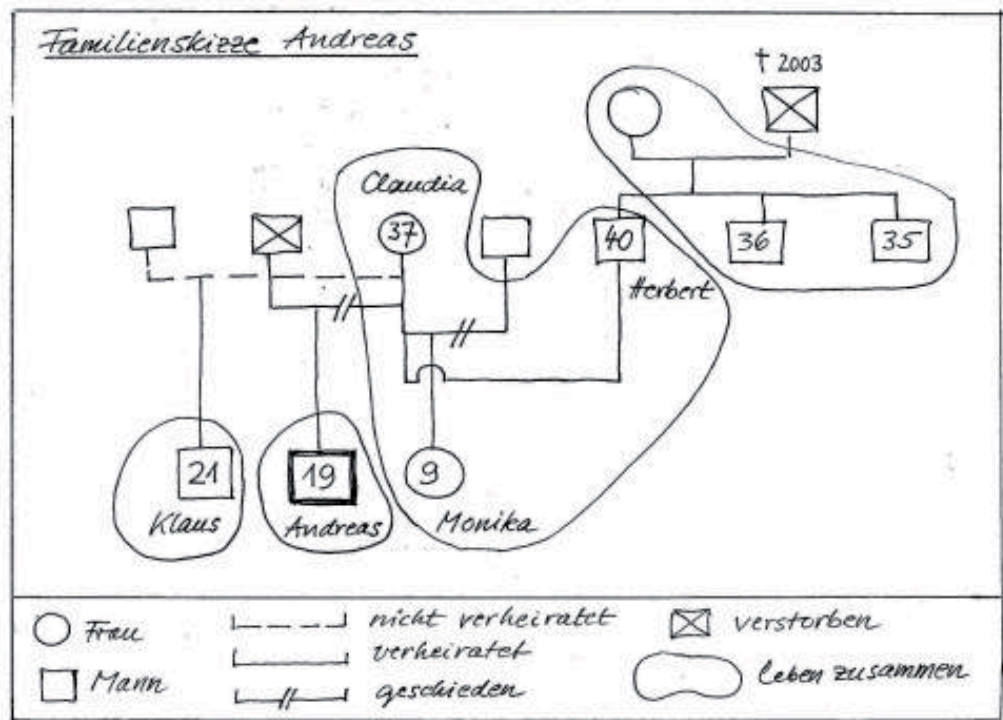 Familienskizze Andreas
† 2003
Claudia
37
40
36
35
Herbert
21
19
9
Klaus
Andreas
Monika
Frau
nicht verheiratet
verstorben
verheiratet
Mann
geschieden
leben zusammen